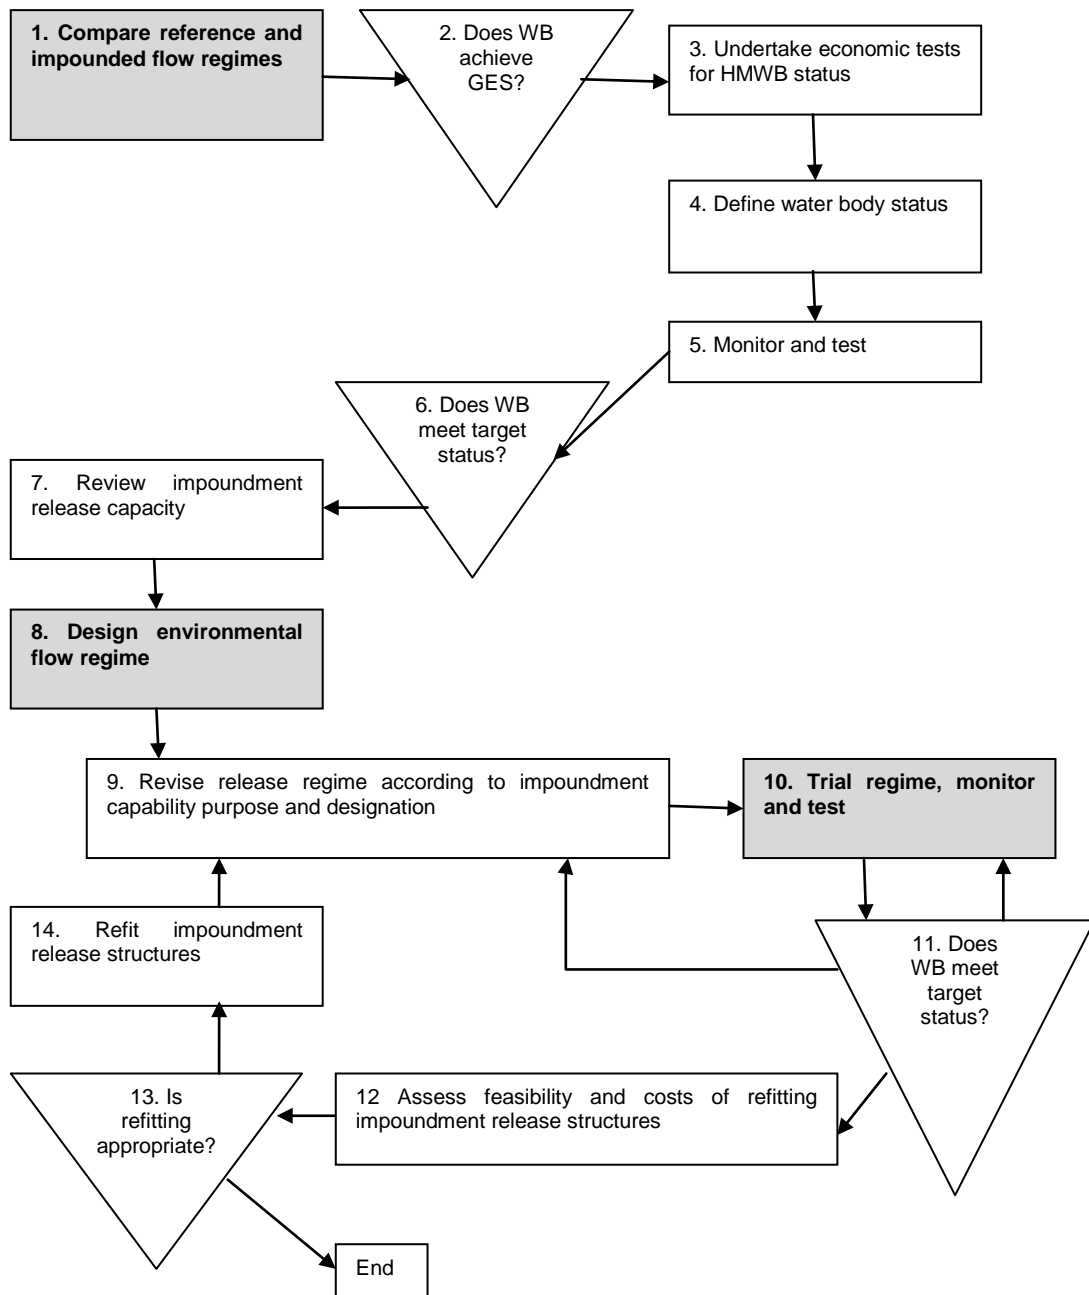 1. Compare reference and
impounded flow regimes
2. Does WB
achieve
GES?
3. Undertake economic tests
for HMWB status
4. Define water body status
5. Monitor and test
6. Does WB
meet target
status?
7. Review impoundment
release capacity
8. Design environmental
flow regime
9. Revise release regime according to impoundment
capability purpose and designation
10. Trial regime, monitor
and test
11. Does
WB meet
target
status?
12 Assess feasibility and costs of refitting
impoundment release structures
13. Is
refitting
appropriate?
14. Refit impoundment
release structures
End